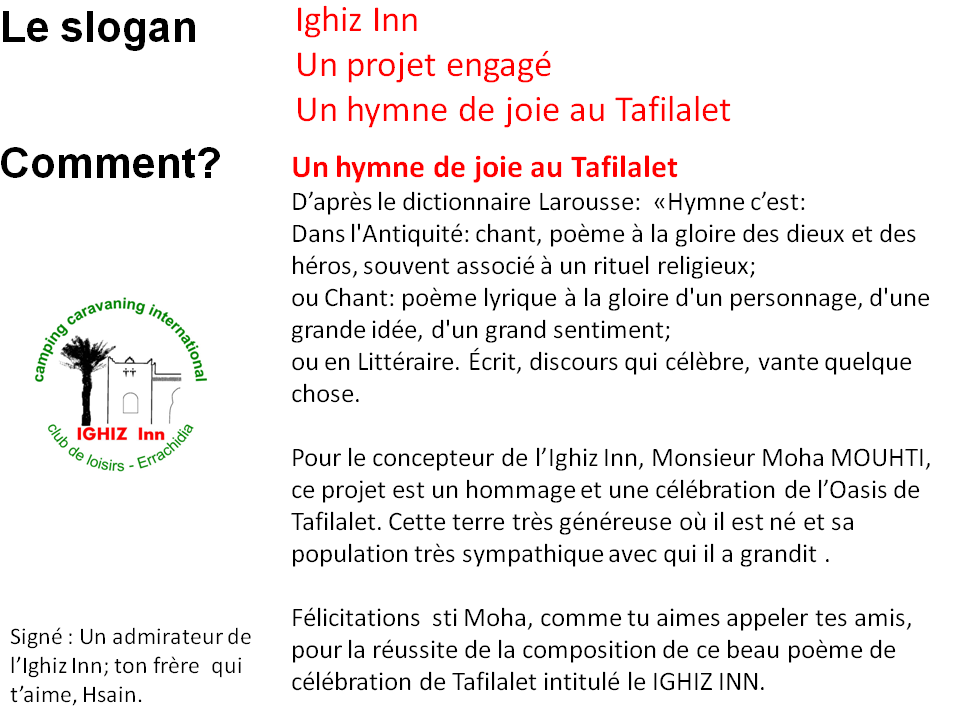 Le slogan
Ighiz Inn
Un projet engagé
Un hymne de joie au Tafilalet
Comment?
Un hymne de joie au Tafilalet
D’après le dictionnaire Larousse:  «Hymne c’est:
Dans l'Antiquité: chant, poème à la gloire des dieux et des
héros, souvent associé à un rituel religieux;
ou Chant: poème lyrique à la gloire d'un personnage, d'une
grande idée, d'un grand sentiment;
ou en Littéraire. Écrit, discours qui célèbre, vante quelque
chose.
camping caravaning international
IGHIZ Inn
club de loisirs - Errachidia
Pour le concepteur de l’Ighiz Inn, Monsieur Moha MOUHTI,
ce projet est un hommage et une célébration de l’Oasis de
Tafilalet. Cette terre très généreuse où il est né et sa
population très sympathique avec qui il a grandit .
Félicitations  sti Moha, comme tu aimes appeler tes amis,
pour la réussite de la composition de ce beau poème de
célébration de Tafilalet intitulé le IGHIZ INN.
Signé : Un admirateur de
l’Ighiz Inn; ton frère  qui
t’aime, Hsain.